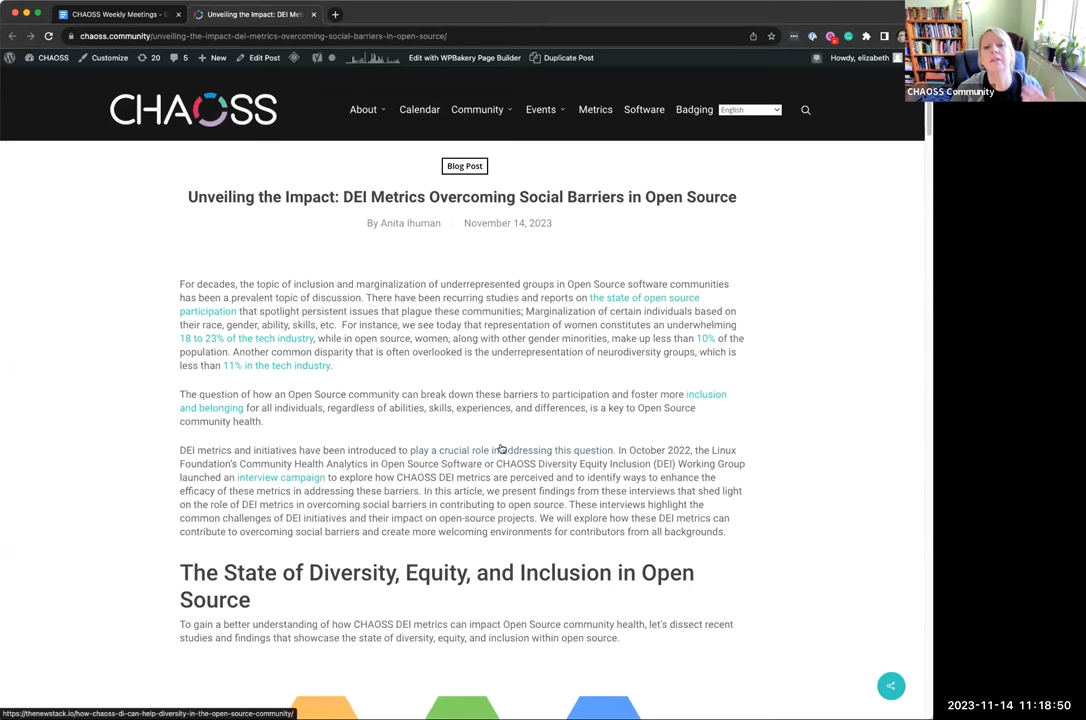 CHAOSS Weekly Meetings - G
Unveiling the Impact: DEI Met
chaoss.community/unveiling-the-impact-dei-metrics-overcoming-social-barriers-in-open-source/
CHAOSS Customize 20 5 New Edit Post Edit with WPBakery Page Builder Duplicate Post Howdy, elizabeth
CHAOSS Community
CHAOSS About Calendar Community Events Metrics Software Badging English
Blog Post
Unveiling the Impact: DEI Metrics Overcoming Social Barriers in Open Source
By Anita Ihuman November 14, 2023
For decades, the topic of inclusion and marginalization of underrepresented groups in Open Source software communities
has been a prevalent topic of discussion. There have been recurring studies and reports on the state of open source
participation that spotlight persistent issues that plague these communities; Marginalization of certain individuals based on
their race, gender, ability, skills, etc. For instance, we see today that representation of women constitutes an underwhelming
18 to 23% of the tech industry, while in open source, women, along with other gender minorities, make up less than 10% of the
population. Another common disparity that is often overlooked is the underrepresentation of neurodiversity groups, which is
less than 11% in the tech industry.
The question of how an Open Source community can break down these barriers to participation and foster more inclusion
and belonging for all individuals, regardless of abilities, skills, experiences, and differences, is a key to Open Source
community health.
DEI metrics and initiatives have been introduced to play a crucial role in addressing this question. In October 2022, the Linux
Foundation's Community Health Analytics in Open Source Software or CHAOSS Diversity Equity Inclusion (DEI) Working Group
launched an interview campaign to explore how CHAOSS DEI metrics are perceived and to identify ways to enhance the
efficacy of these metrics in addressing these barriers. In this article, we present findings from these interviews that shed light
on the role of DEI metrics in overcoming social barriers in contributing to open source. These interviews highlight the
common challenges of DEI initiatives and their impact on open-source projects. We will explore how these DEI metrics can
contribute to overcoming social barriers and create more welcoming environments for contributors from all backgrounds.
The State of Diversity, Equity, and Inclusion in Open
Source
To gain a better understanding of how CHAOSS DEI metrics can impact Open Source community health, let's dissect recent
studies and findings that showcase the state of diversity, equity, and inclusion within open source.
2023-11-14 11:18:50
https://thenewstack.io/how-chaoss-di-can-help-diversity-in-the-open-source-community/